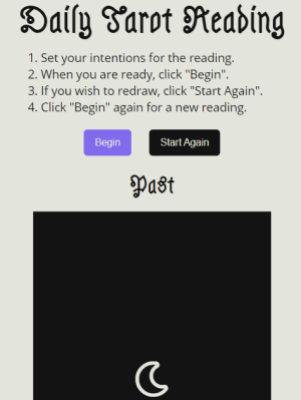 Daily Tarot Reading
1. Set your intentions for the reading.
2. When you are ready, click "Begin".
3. If you wish to redraw, click "Start Again".
4. Click "Begin" again for a new reading.
Begin
Start Again
Past